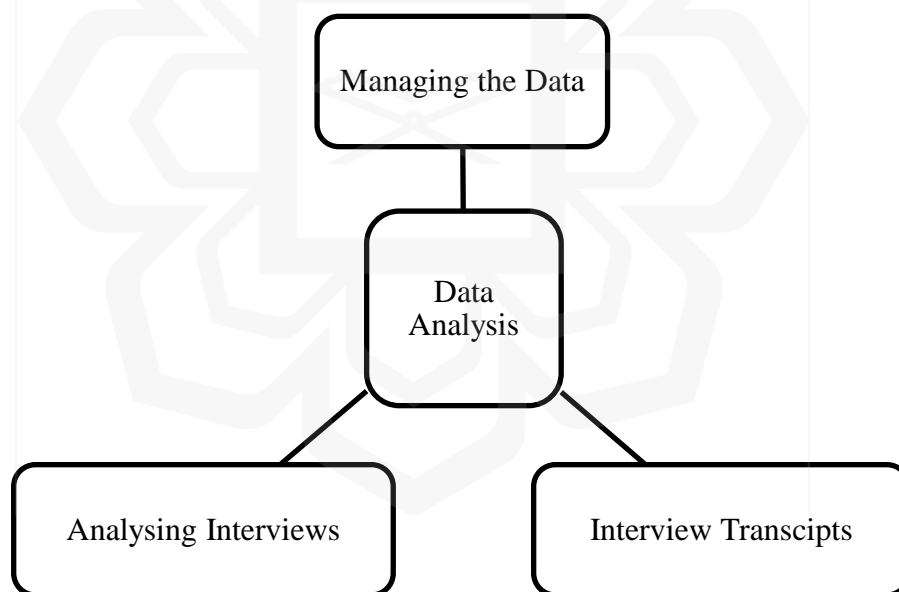 Managing the Data
Data
Analysis
Analysing Interviews
Interview Transcipts